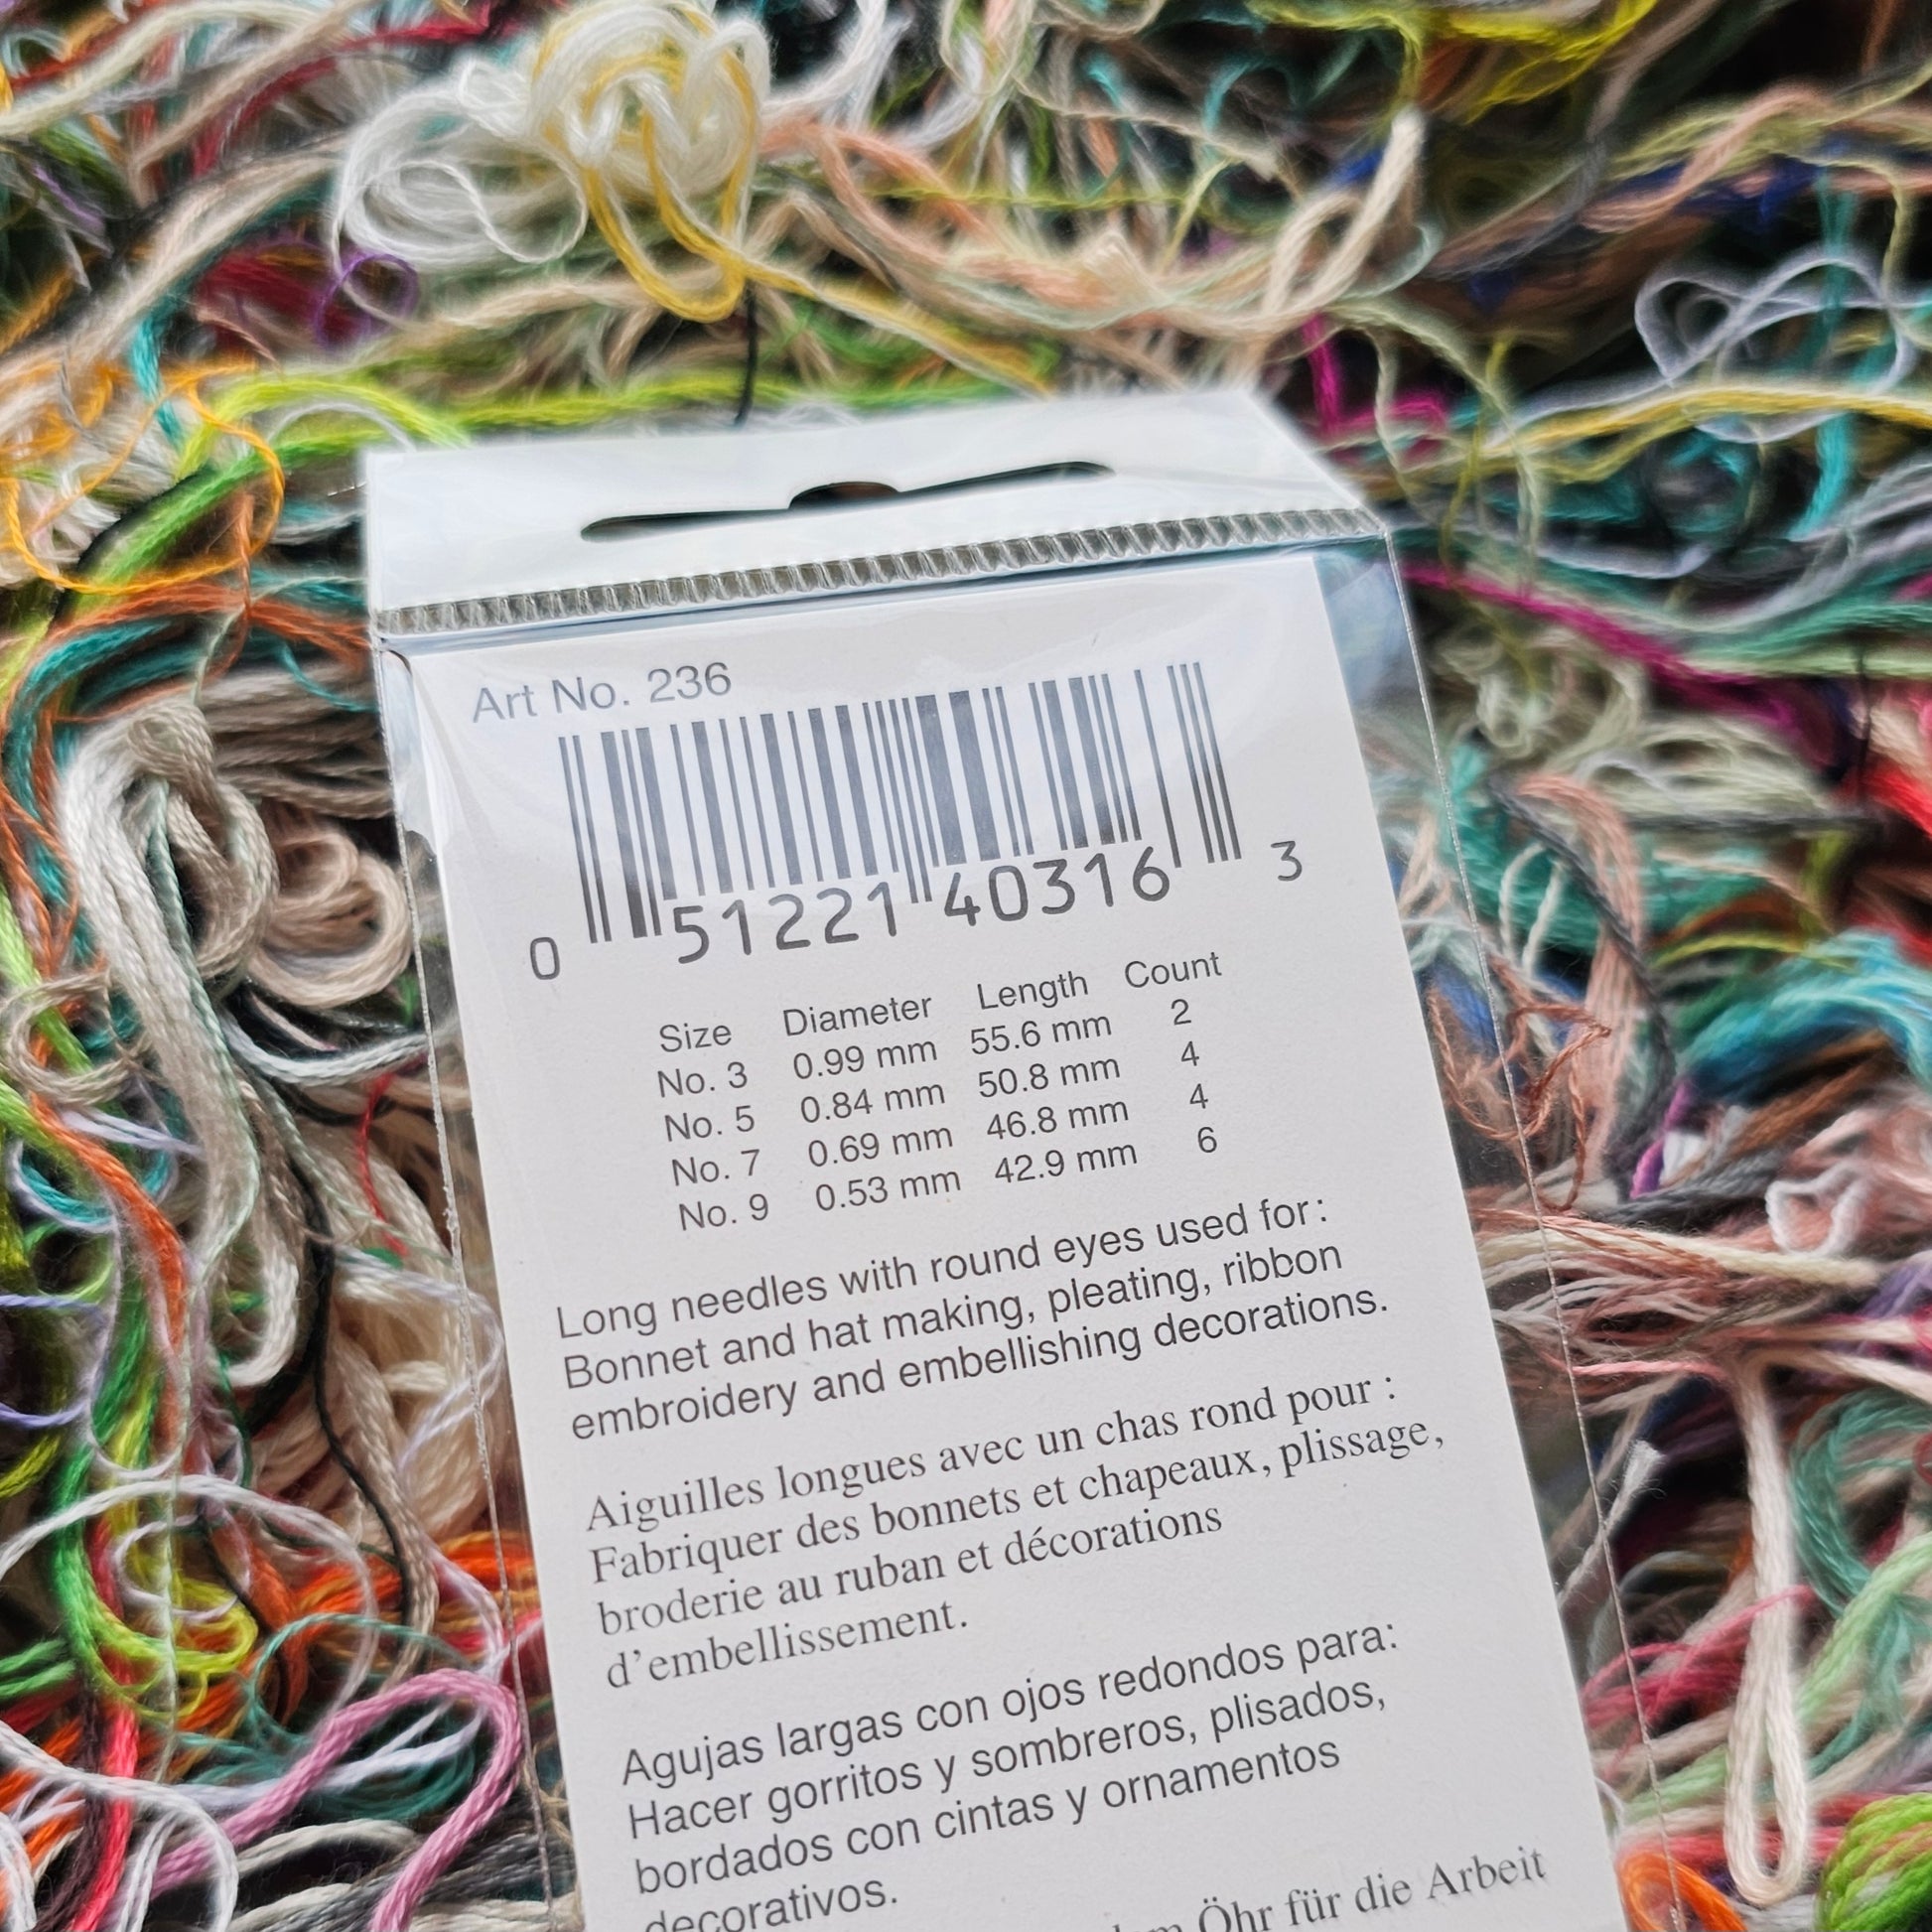 Art No. 236
0 51221 40316 3
Size Diameter Length Count
No. 3 0.99 mm 55.6 mm 2
No. 5 0.84 mm 50.8 mm 4
No. 7 0.69 mm 46.8 mm 4
No. 9 0.53 mm 42.9 mm 6
Long needles with round eyes used for:
Bonnet and hat making, pleating, ribbon
embroidery and embellishing decorations.
Aiguilles longues avec un chas rond pour :
Fabriquer des bonnets et chapeaux, plissage,
broderie au ruban et décorations
d'embellissement.
Agujas largas con ojos redondos para:
Hacer gorritos y sombreros, plisados,
bordados con cintas y ornamentos
decorativos.
Öhr für die Arbeit